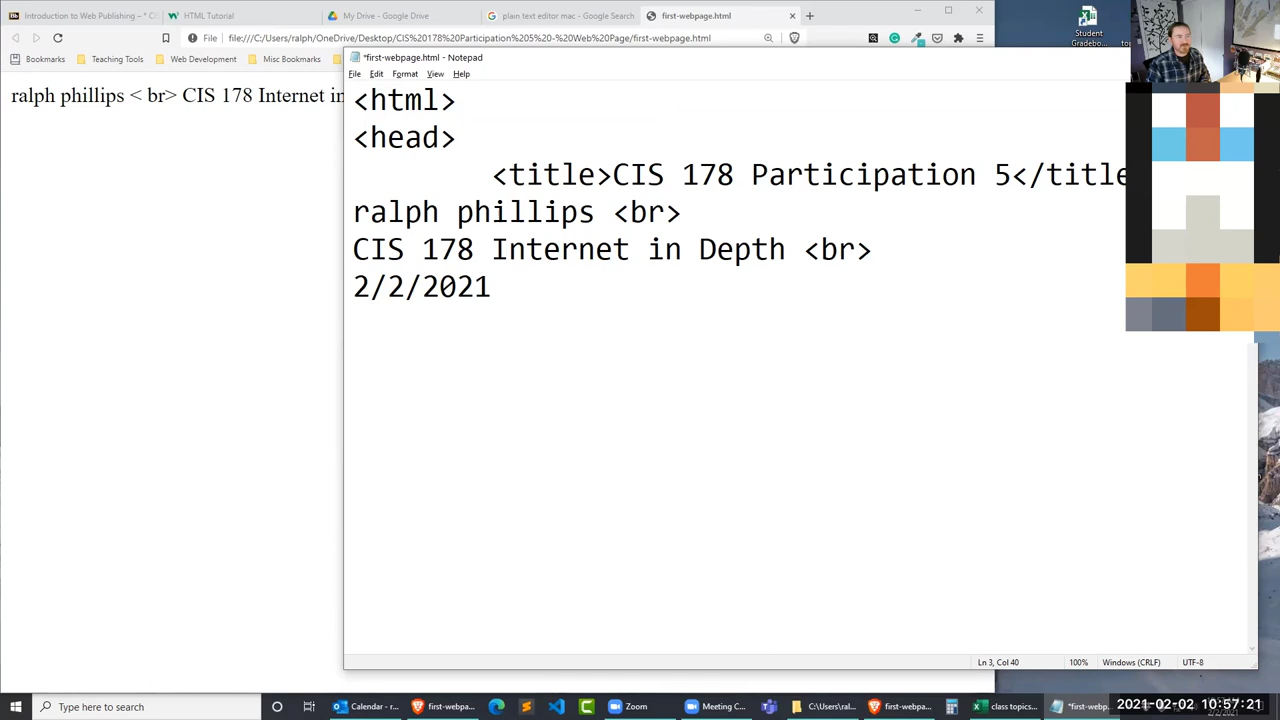 Introduction to Web Publishing – * CIS
HTML Tutorial
My Drive - Google Drive
plain text editor mac - Google Search
first-webpage.html
File
file:///C:/Users/ralph/OneDrive/Desktop/CIS%20178%20Participation%205%20-%20Web%20Page/first-webpage.html
Bookmarks
Teaching Tools
Web Development
Misc Bookmarks
Student
Gradebo...
ralph phillips < br> CIS 178 Internet in
*first-webpage.html - Notepad
File Edit Format View Help
<html>
<head>
<title>CIS 178 Participation 5</title
ralph phillips <br>
CIS 178 Internet in Depth <br>
2/2/2021
Ln 3, Col 40
100%
Windows (CRLF)
UTF-8
Type here to search
Calendar - r...
first-webpa...
Zoom
Meeting C...
C:\Users\ral...
first-webpa...
class topics...
*first-webp...
2021-02-02 10:57:21